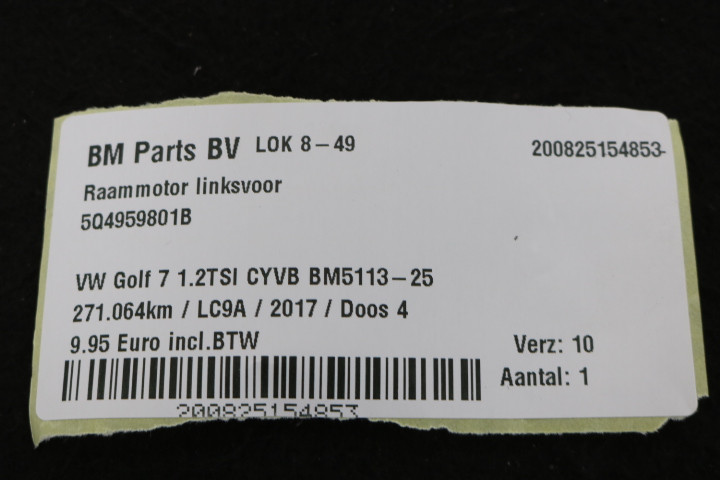 BM Parts BV LOK 8-49 200825154853-
Raammotor linksvoor
5Q4959801B
VW Golf 7 1.2TSI CYVB BM5113-25
271.064km / LC9A / 2017 / Doos 4
9.95 Euro incl.BTW Verz: 10
Aantal: 1
200825154853